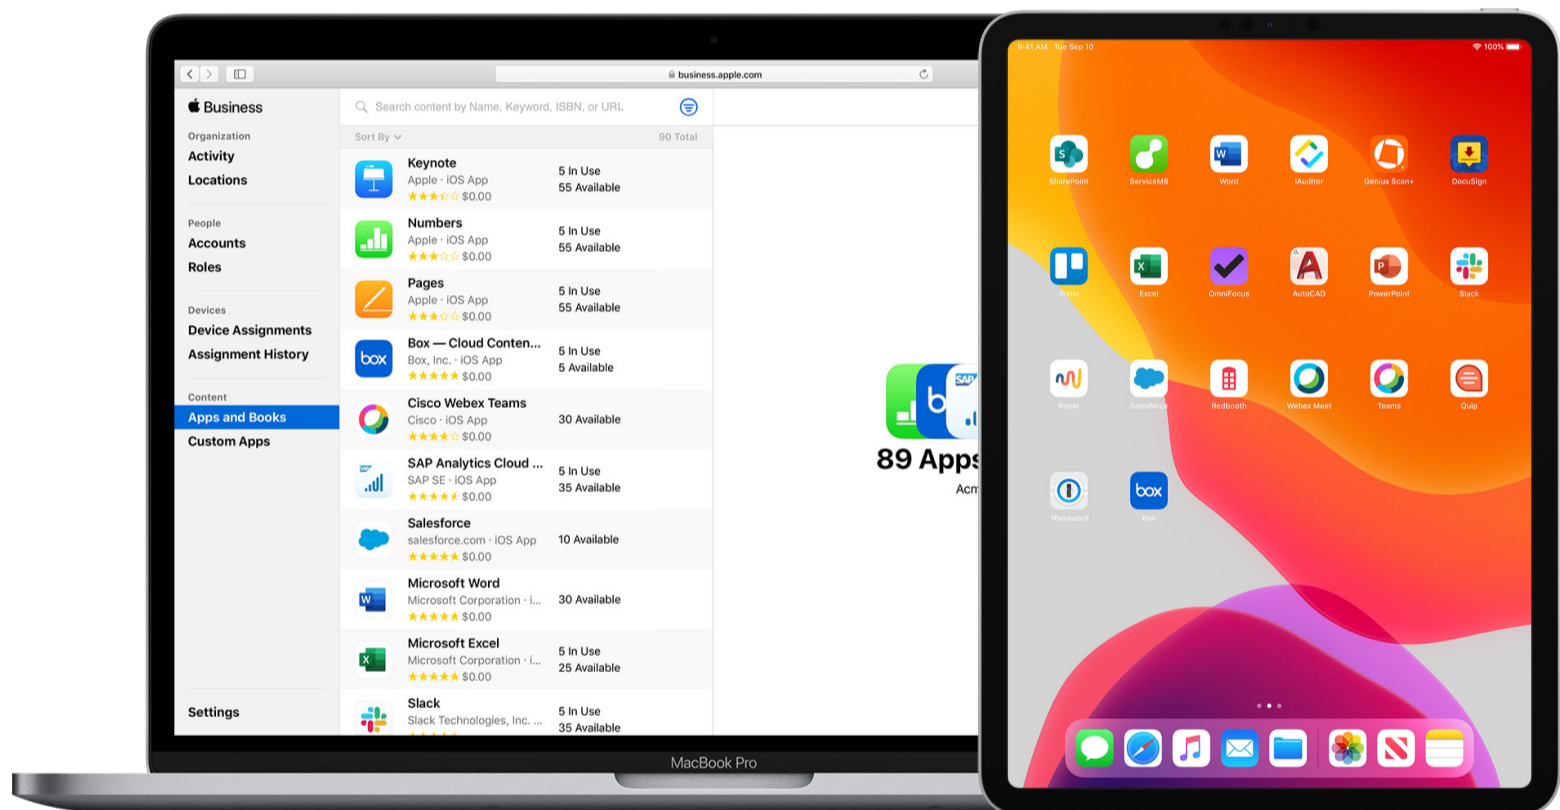 business.apple.com
Business
Organization
Activity
Locations
People
Accounts
Roles
Devices
Device Assignments
Assignment History
Content
Apps and Books
Custom Apps
Settings
Search content by Name, Keyword, ISBN, or URL
Sort By
90 Total
Keynote
Apple · iOS App
$0.00
5 In Use
55 Available
Numbers
Apple · iOS App
$0.00
5 In Use
55 Available
Pages
Apple · iOS App
$0.00
5 In Use
55 Available
box
Box — Cloud Conten...
Box, Inc. · iOS App
$0.00
5 In Use
5 Available
Cisco Webex Teams
Cisco · iOS App
$0.00
30 Available
SAP
SAP Analytics Cloud ...
SAP SE · iOS App
$0.00
5 In Use
35 Available
Salesforce
salesforce.com · iOS App
$0.00
10 Available
W
Microsoft Word
Microsoft Corporation · i...
$0.00
30 Available
X
Microsoft Excel
Microsoft Corporation · i...
$0.00
5 In Use
25 Available
Slack
Slack Technologies, Inc. ...
5 In Use
35 Available
b
SAP
89 Apps
Acm
MacBook Pro
9:41 AM Tue Sep 10
100%
S
W
SharePoint
ServiceM8
Word
iAuditor
Genius Scan+
DocuSign
X
A
A
P
Trello
Excel
OmniFocus
AutoCAD
PowerPoint
Slack
Paper
Salesforce
Redbooth
Webex Meet
Teams
Quip
box
1Password
Box